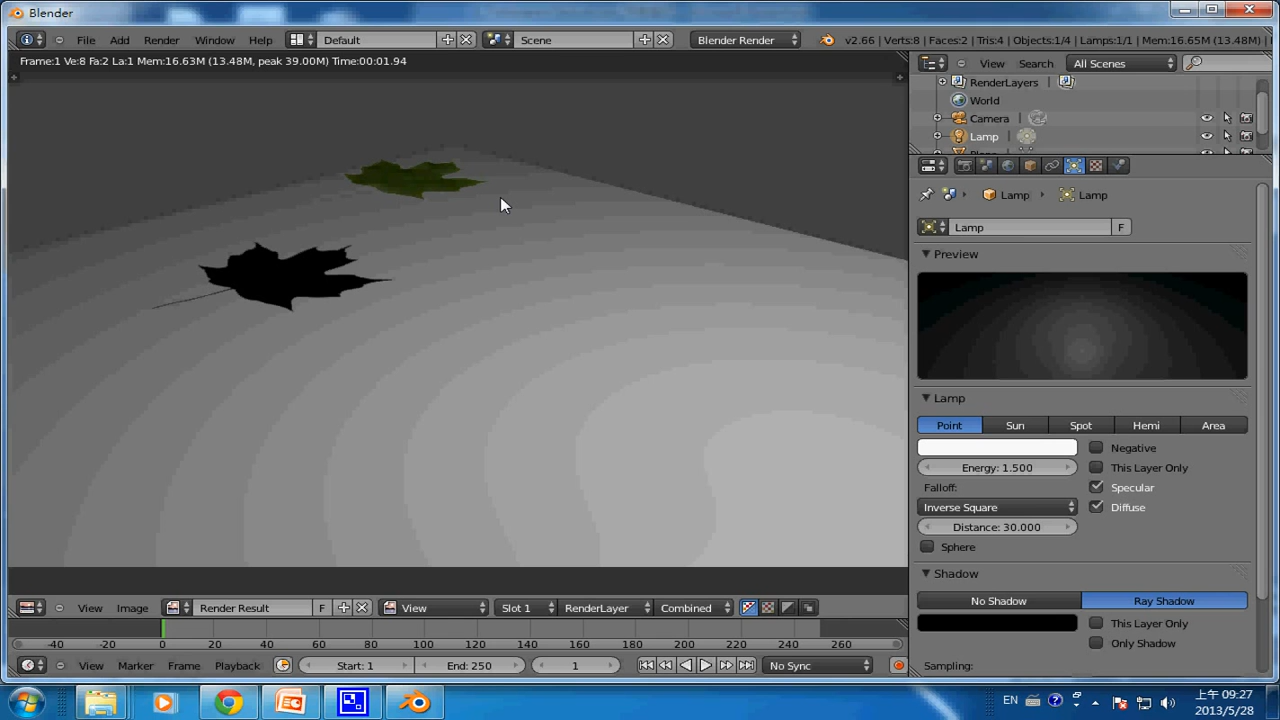 Blender
File Add Render Window Help Default Scene Blender Render v2.66 | Verts:8 | Faces:2 | Tris:4 | Objects:1/4 | Lamps:1/1 | Mem:16.65M (13.48M) |
Frame:1 Ve:8 Fa:2 La:1 Mem:16.63M (13.48M, peak 39.00M) Time:00:01.94
View Search All Scenes
RenderLayers
World
Camera
Lamp
Lamp Lamp
Lamp F
Preview
Lamp
Point Sun Spot Hemi Area
Negative
Energy: 1.500 This Layer Only
Falloff: Specular
Inverse Square Diffuse
Distance: 30.000
Sphere
Shadow
No Shadow Ray Shadow
This Layer Only
Only Shadow
Sampling:
View Image Render Result F View Slot 1 RenderLayer Combined
-40 -20 0 20 40 60 80 100 120 140 160 180 200 220 240 260
View Marker Frame Playback Start: 1 End: 250 1 No Sync
EN
上午 09:27
2013/5/28